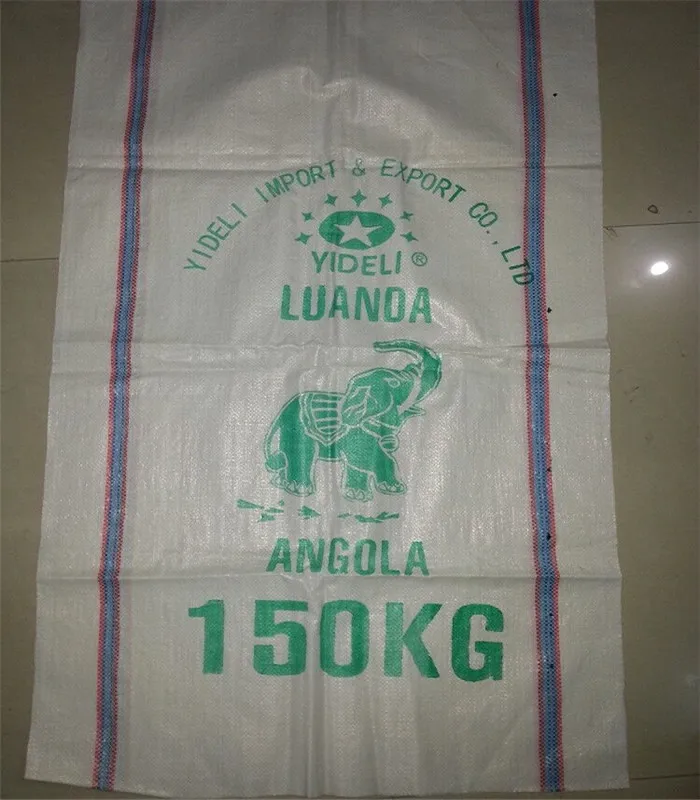 YIDELI IMPORT & EXPORT CO., LTD
YIDELI ®
LUANDA
ANGOLA
150KG